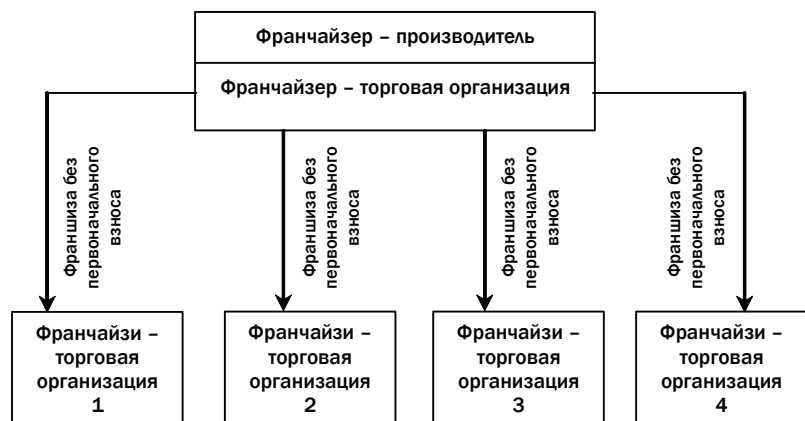 Франчайзер – производитель
Франчайзер – торговая организация
Франшиза без
первоначального
взноса
Франшиза без
первоначального
взноса
Франшиза без
первоначального
взноса
Франшиза без
первоначального
взноса
Франчайзи –
торговая
организация
1
Франчайзи –
торговая
организация
2
Франчайзи –
торговая
организация
3
Франчайзи –
торговая
организация
4